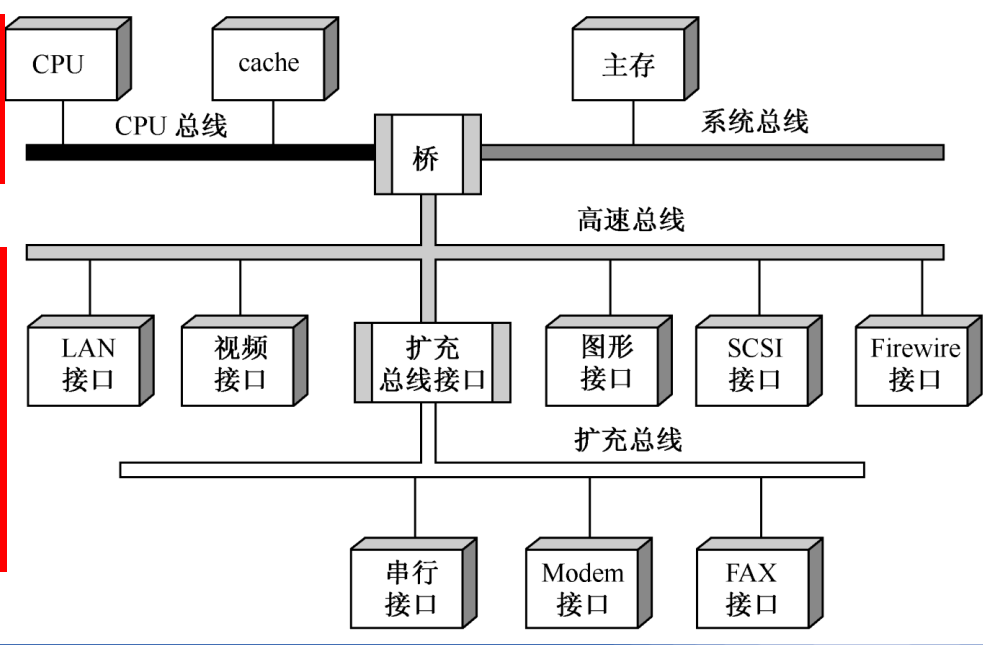 CPU
cache
主存
CPU 总线
系统总线
桥
高速总线
LAN
接口
视频
接口
扩充
总线接口
图形
接口
SCSI
接口
Firewire
接口
扩充总线
串行
接口
Modem
接口
FAX
接口